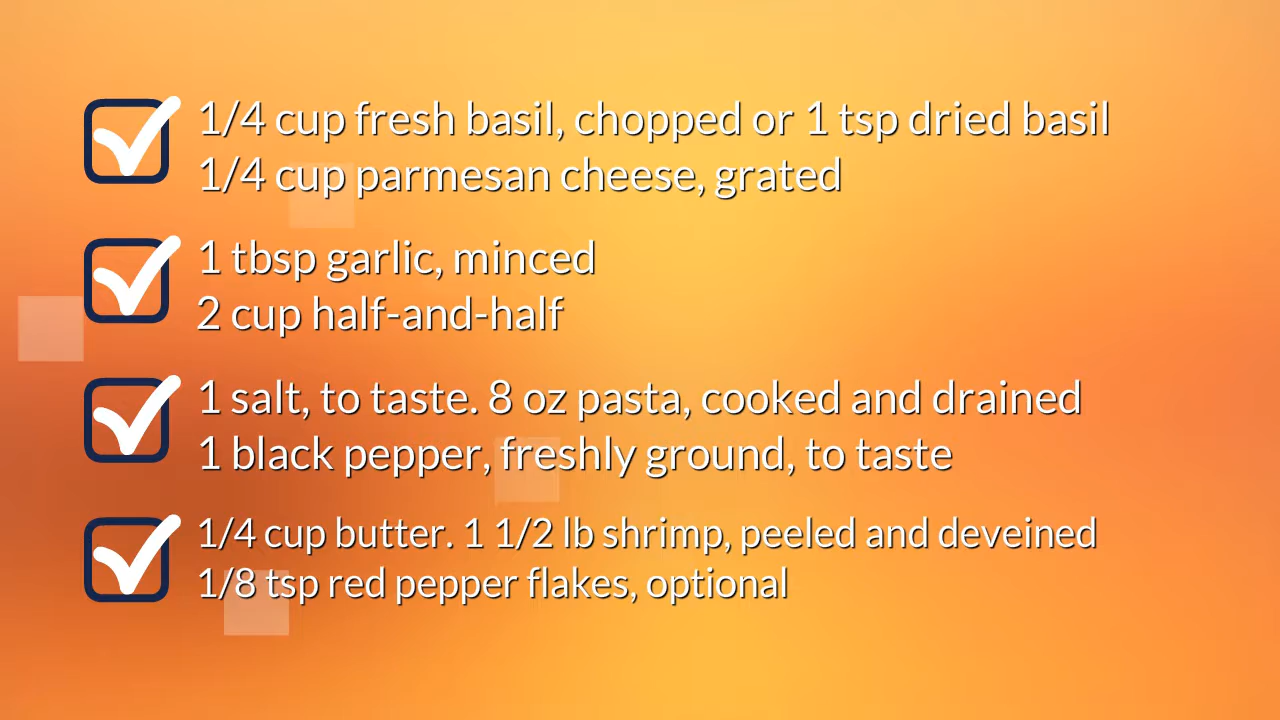 1/4 cup fresh basil, chopped or 1 tsp dried basil
1/4 cup parmesan cheese, grated
1 tbsp garlic, minced
2 cup half-and-half
1 salt, to taste. 8 oz pasta, cooked and drained
1 black pepper, freshly ground, to taste
1/4 cup butter. 1 1/2 lb shrimp, peeled and deveined
1/8 tsp red pepper flakes, optional